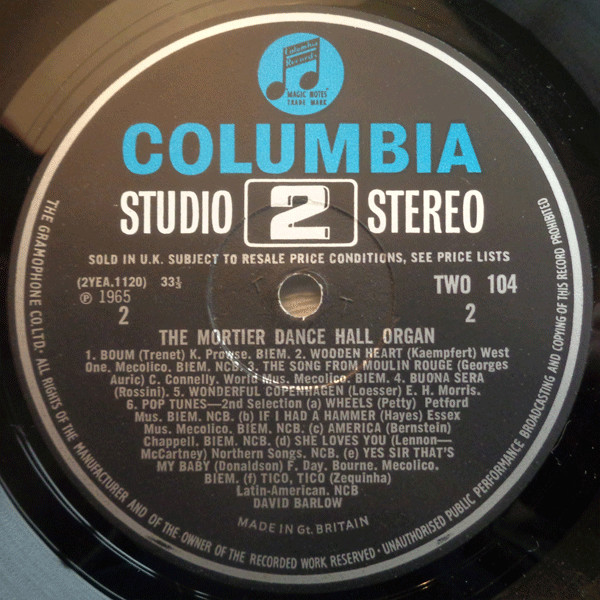 Columbia
Records
"MAGIC NOTES"
TRADE MARK
COLUMBIA
STUDIO 2 STEREO
SOLD IN U.K. SUBJECT TO RESALE PRICE CONDITIONS, SEE PRICE LISTS
(2YEA.1120) 33⅓
℗ 1965
2
TWO 104
2
THE MORTIER DANCE HALL ORGAN
1. BOUM (Trenet) K. Prowse. BIEM. 2. WOODEN HEART (Kaempfert) West
One. Mecolico. BIEM. NCB. 3. THE SONG FROM MOULIN ROUGE (Georges
Auric) C. Connelly. World Mus. Mecolico. BIEM. 4. BUONA SERA
(Rossini). 5. WONDERFUL COPENHAGEN (Loesser) E. H. Morris.
6. POP TUNES—2nd Selection (a) WHEELS (Petty) Petford
Mus. BIEM. NCB. (b) IF I HAD A HAMMER (Hayes) Essex
Mus. Mecolico. BIEM. NCB. (c) AMERICA (Bernstein)
Chappell. BIEM. NCB. (d) SHE LOVES YOU (Lennon—
McCartney) Northern Songs. NCB. (e) YES SIR THAT'S
MY BABY (Donaldson) F. Day. Bourne. Mecolico.
BIEM. (f) TICO, TICO (Zequinha)
Latin-American. NCB
DAVID BARLOW
MADE IN Gt. BRITAIN
THE GRAMOPHONE CO. LTD. · ALL RIGHTS OF THE MANUFACTURER AND OF THE OWNER OF THE RECORDED WORK RESERVED · UNAUTHORISED PUBLIC PERFORMANCE BROADCASTING AND COPYING OF THIS RECORD PROHIBITED